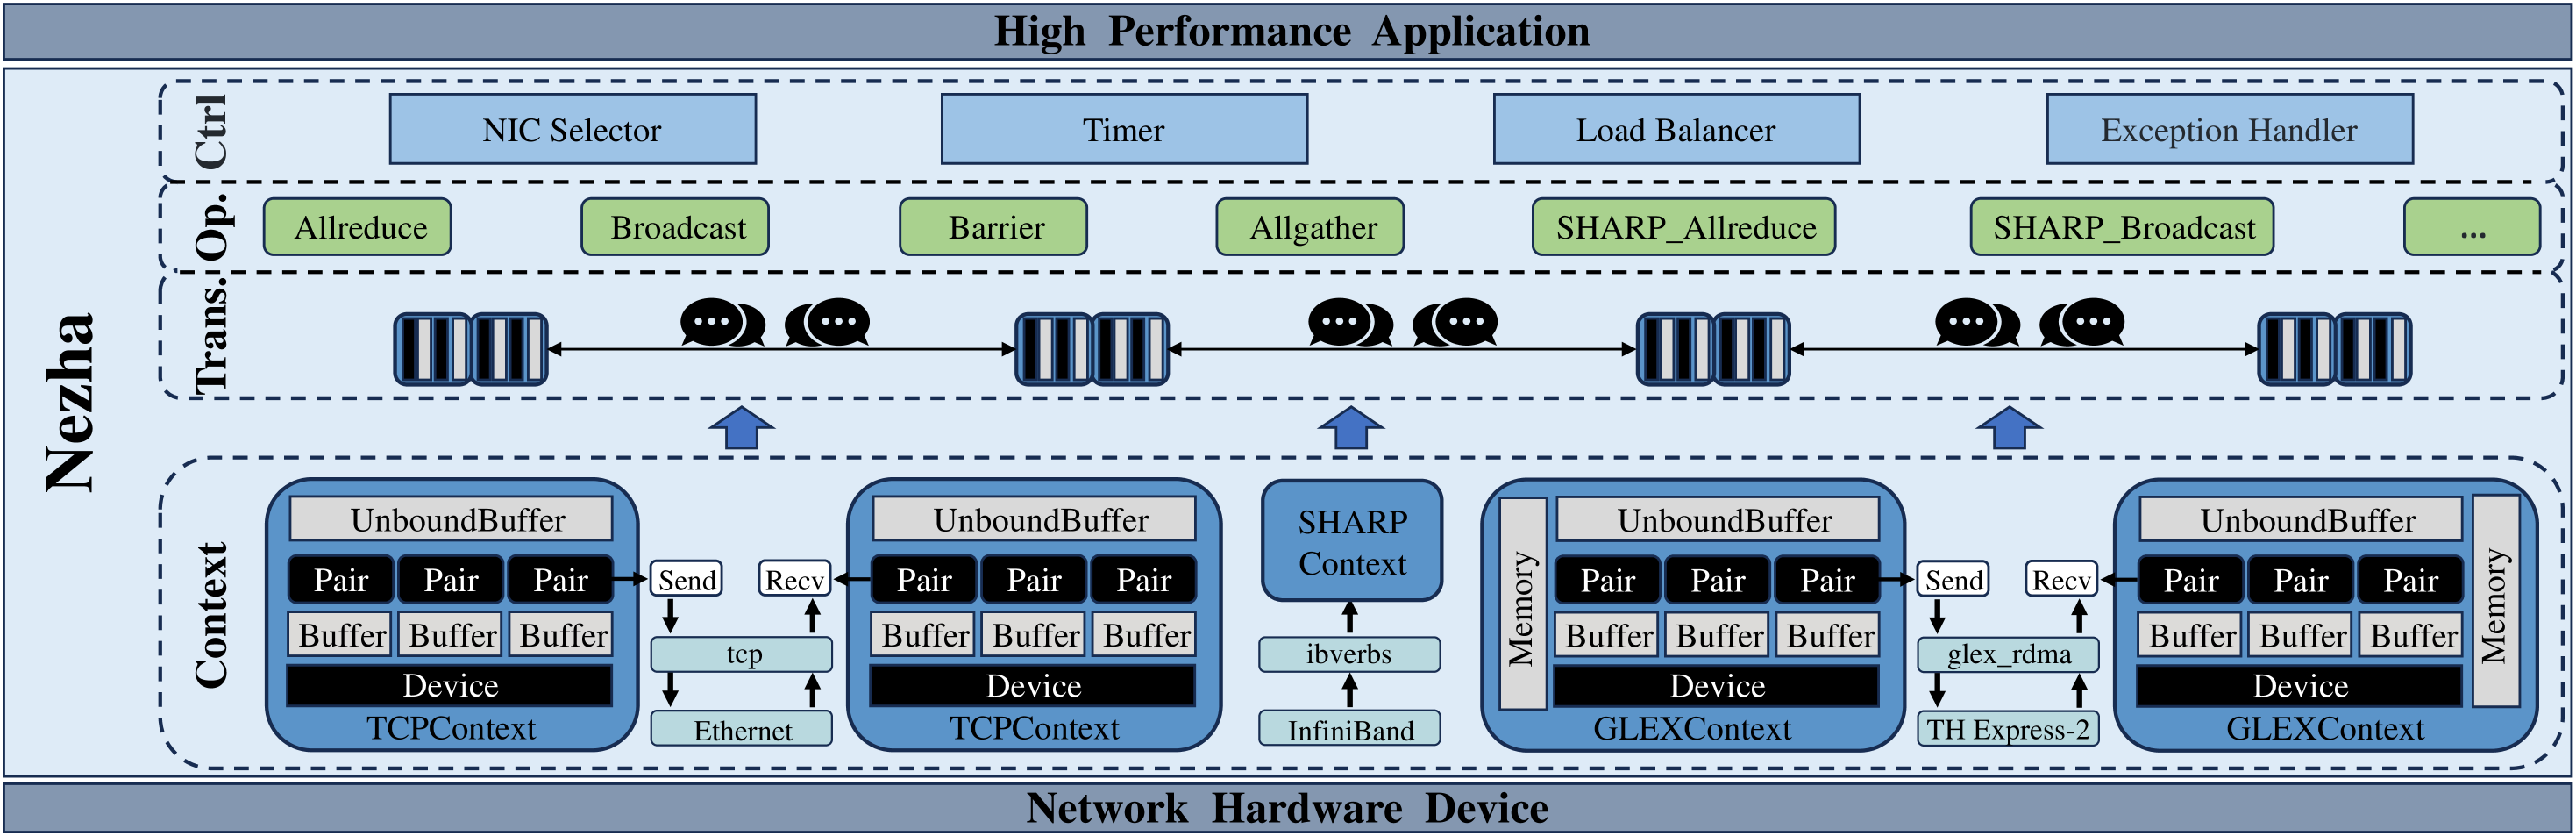 High Performance Application
Nezha
Ctrl
NIC Selector
Timer
Load Balancer
Exception Handler
Op.
Allreduce
Broadcast
Barrier
Allgather
SHARP_Allreduce
SHARP_Broadcast
...
Trans.
Context
UnboundBuffer
Pair Pair Pair
Buffer Buffer Buffer
Device
TCPContext
Send
Recv
tcp
Ethernet
UnboundBuffer
Pair Pair Pair
Buffer Buffer Buffer
Device
TCPContext
SHARP
Context
ibverbs
InfiniBand
Memory
UnboundBuffer
Pair Pair Pair
Buffer Buffer Buffer
Device
GLEXContext
Send
Recv
glex_rdma
TH Express-2
UnboundBuffer
Pair Pair Pair
Buffer Buffer Buffer
Device
Memory
GLEXContext
Network Hardware Device